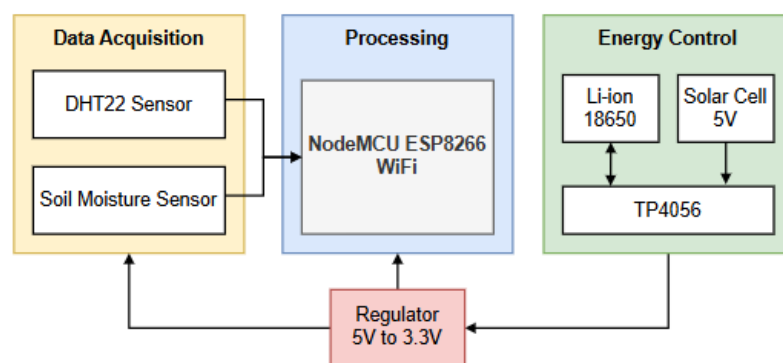 Data Acquisition
DHT22 Sensor
Soil Moisture Sensor
Processing
NodeMCU ESP8266
WiFi
Energy Control
Li-ion
18650
Solar Cell
5V
TP4056
Regulator
5V to 3.3V